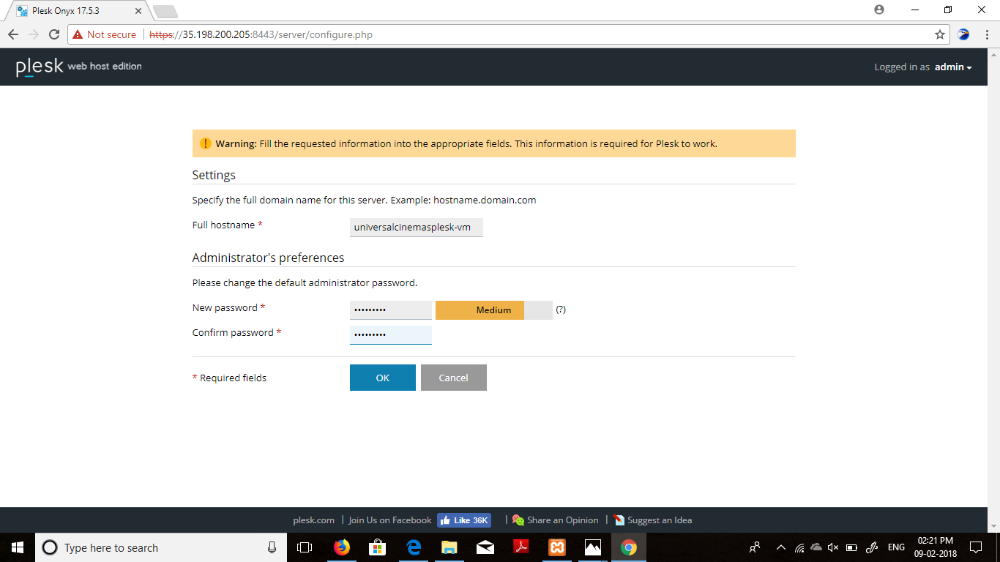 Plesk Onyx 17.5.3
Not secure | https://35.198.200.205:8443/server/configure.php
plesk web host edition
Logged in as admin
! Warning: Fill the requested information into the appropriate fields. This information is required for Plesk to work.
Settings
Specify the full domain name for this server. Example: hostname.domain.com
Full hostname * universalcinemasplesk-vm
Administrator's preferences
Please change the default administrator password.
New password * ••••••••• Medium (?)
Confirm password * •••••••••
* Required fields OK Cancel
plesk.com | Join Us on Facebook Like 36K | Share an Opinion | Suggest an Idea
Type here to search
ENG
02:21 PM
09-02-2018